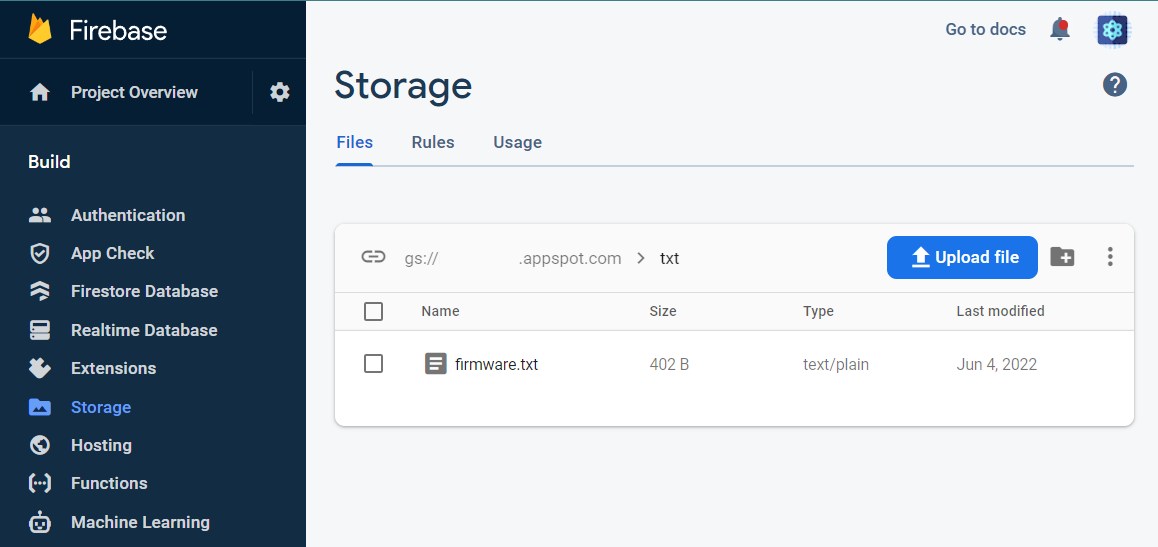 Firebase
Project Overview
Build
Authentication
App Check
Firestore Database
Realtime Database
Extensions
Storage
Hosting
Functions
Machine Learning
Go to docs
Storage
Files Rules Usage
gs:// .appspot.com > txt Upload file
Name Size Type Last modified
firmware.txt 402 B text/plain Jun 4, 2022